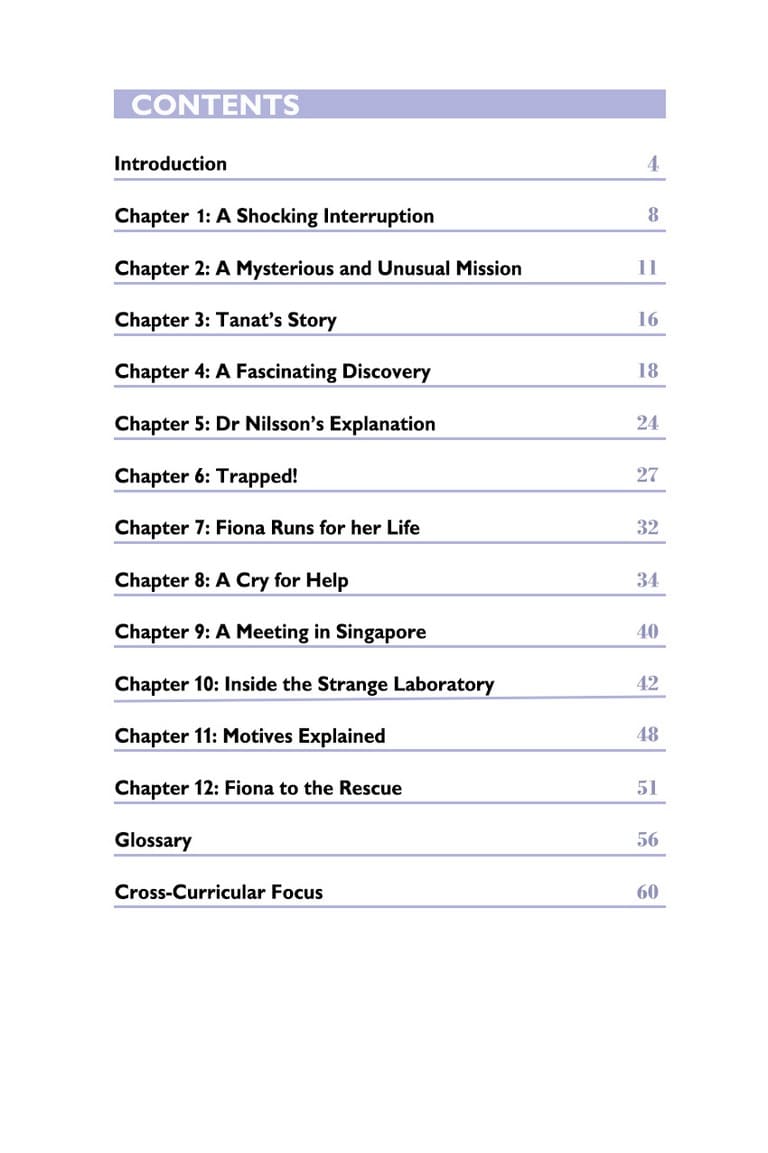 CONTENTS
Introduction 4
Chapter 1: A Shocking Interruption 8
Chapter 2: A Mysterious and Unusual Mission 11
Chapter 3: Tanat’s Story 16
Chapter 4: A Fascinating Discovery 18
Chapter 5: Dr Nilsson’s Explanation 24
Chapter 6: Trapped! 27
Chapter 7: Fiona Runs for her Life 32
Chapter 8: A Cry for Help 34
Chapter 9: A Meeting in Singapore 40
Chapter 10: Inside the Strange Laboratory 42
Chapter 11: Motives Explained 48
Chapter 12: Fiona to the Rescue 51
Glossary 56
Cross-Curricular Focus 60